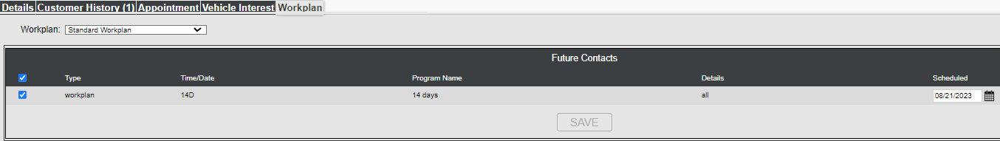 Details Customer History (1) Appointment Vehicle Interest Workplan
Workplan: Standard Workplan
Future Contacts
Type Time/Date Program Name Details Scheduled
workplan 14D 14 days all 08/21/2023
SAVE